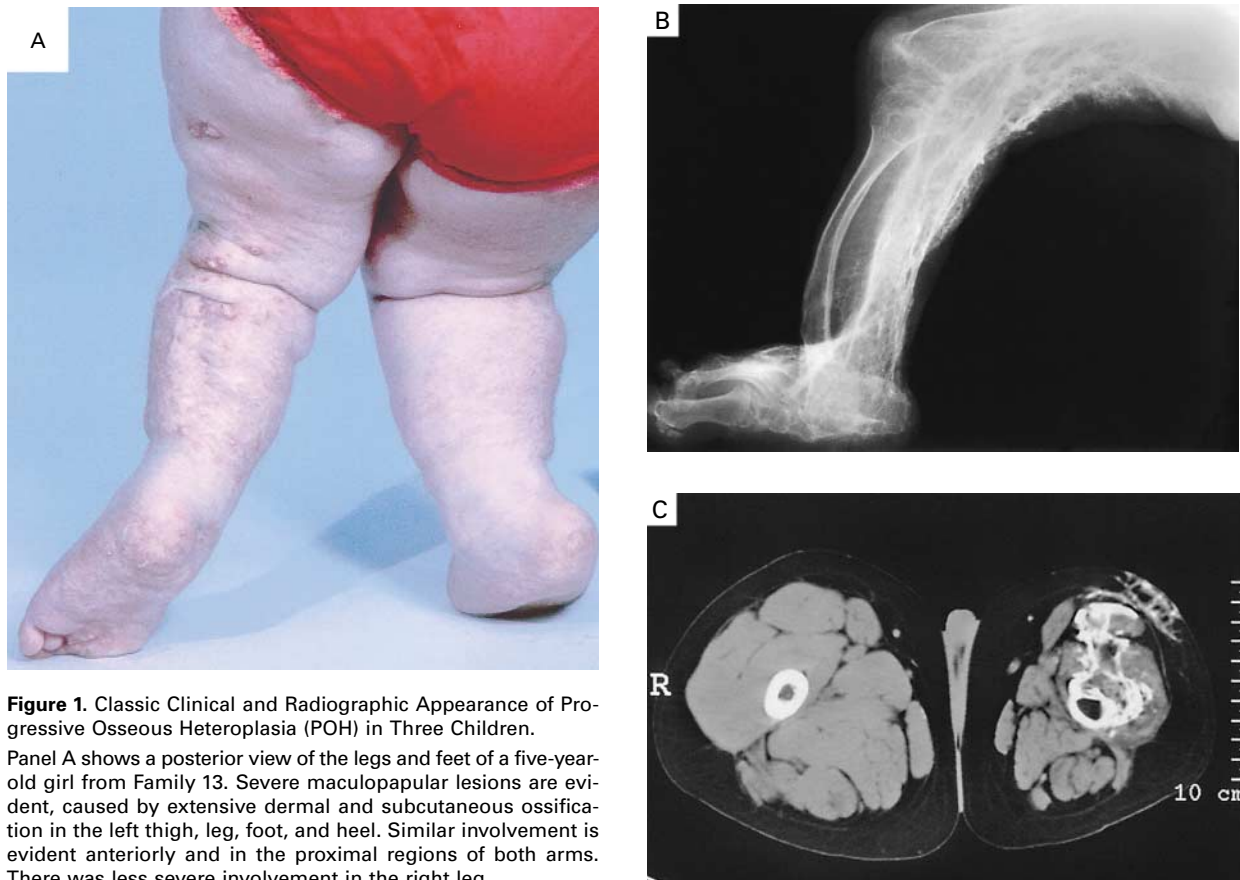 A
B
C
R
10 cm
Figure 1. Classic Clinical and Radiographic Appearance of Pro-
gressive Osseous Heteroplasia (POH) in Three Children.
Panel A shows a posterior view of the legs and feet of a five-year-
old girl from Family 13. Severe maculopapular lesions are evi-
dent, caused by extensive dermal and subcutaneous ossifica-
tion in the left thigh, leg, foot, and heel. Similar involvement is
evident anteriorly and in the proximal regions of both arms.
There was less severe involvement in the right leg.